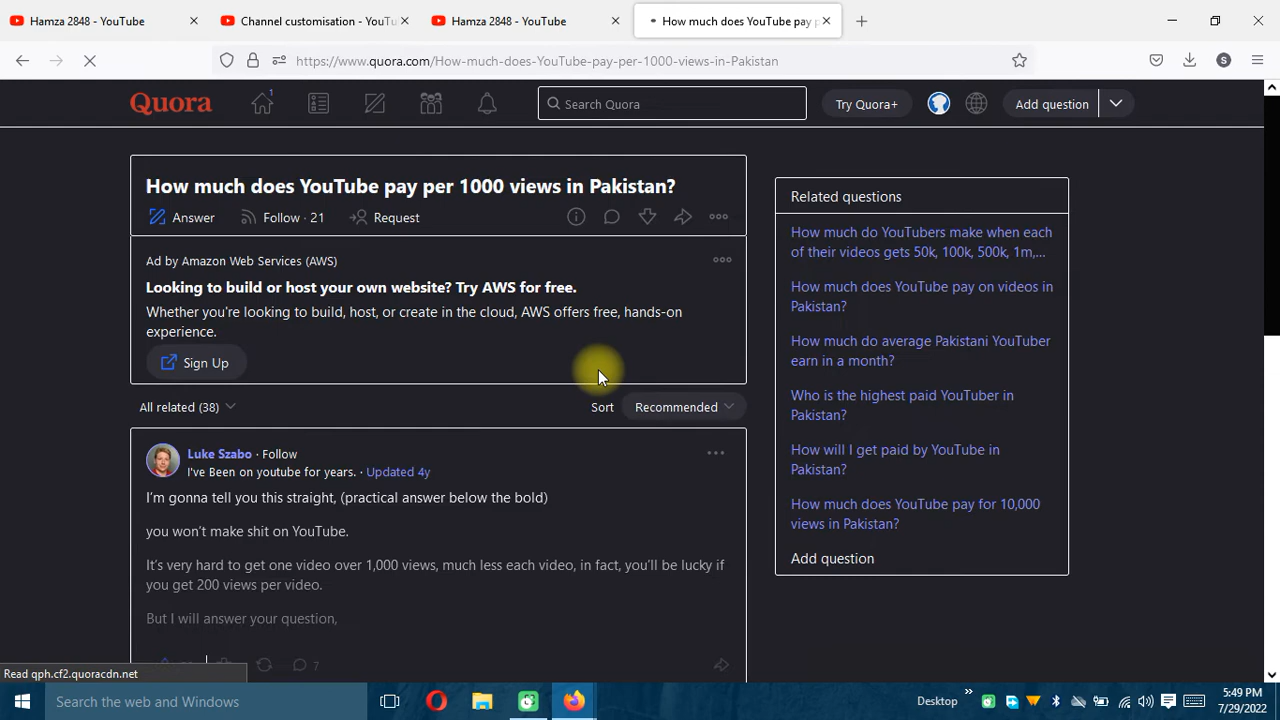 Hamza 2848 - YouTube
Channel customisation - YouTu
Hamza 2848 - YouTube
How much does YouTube pay p
https://www.quora.com/How-much-does-YouTube-pay-per-1000-views-in-Pakistan
S
Quora
1
Search Quora
Try Quora+
Add question
How much does YouTube pay per 1000 views in Pakistan?
Answer
Follow · 21
Request
Ad by Amazon Web Services (AWS)
Looking to build or host your own website? Try AWS for free.
Whether you're looking to build, host, or create in the cloud, AWS offers free, hands-on
experience.
Sign Up
All related (38)
Sort
Recommended
Luke Szabo · Follow
I've Been on youtube for years. · Updated 4y
I'm gonna tell you this straight, (practical answer below the bold)
you won't make shit on YouTube.
It's very hard to get one video over 1,000 views, much less each video, in fact, you'll be lucky if
you get 200 views per video.
But I will answer your question,
7
Related questions
How much do YouTubers make when each
of their videos gets 50k, 100k, 500k, 1m,...
How much does YouTube pay on videos in
Pakistan?
How much do average Pakistani YouTuber
earn in a month?
Who is the highest paid YouTuber in
Pakistan?
How will I get paid by YouTube in
Pakistan?
How much does YouTube pay for 10,000
views in Pakistan?
Add question
Read qph.cf2.quoracdn.net
Search the web and Windows
Desktop
5:49 PM
7/29/2022